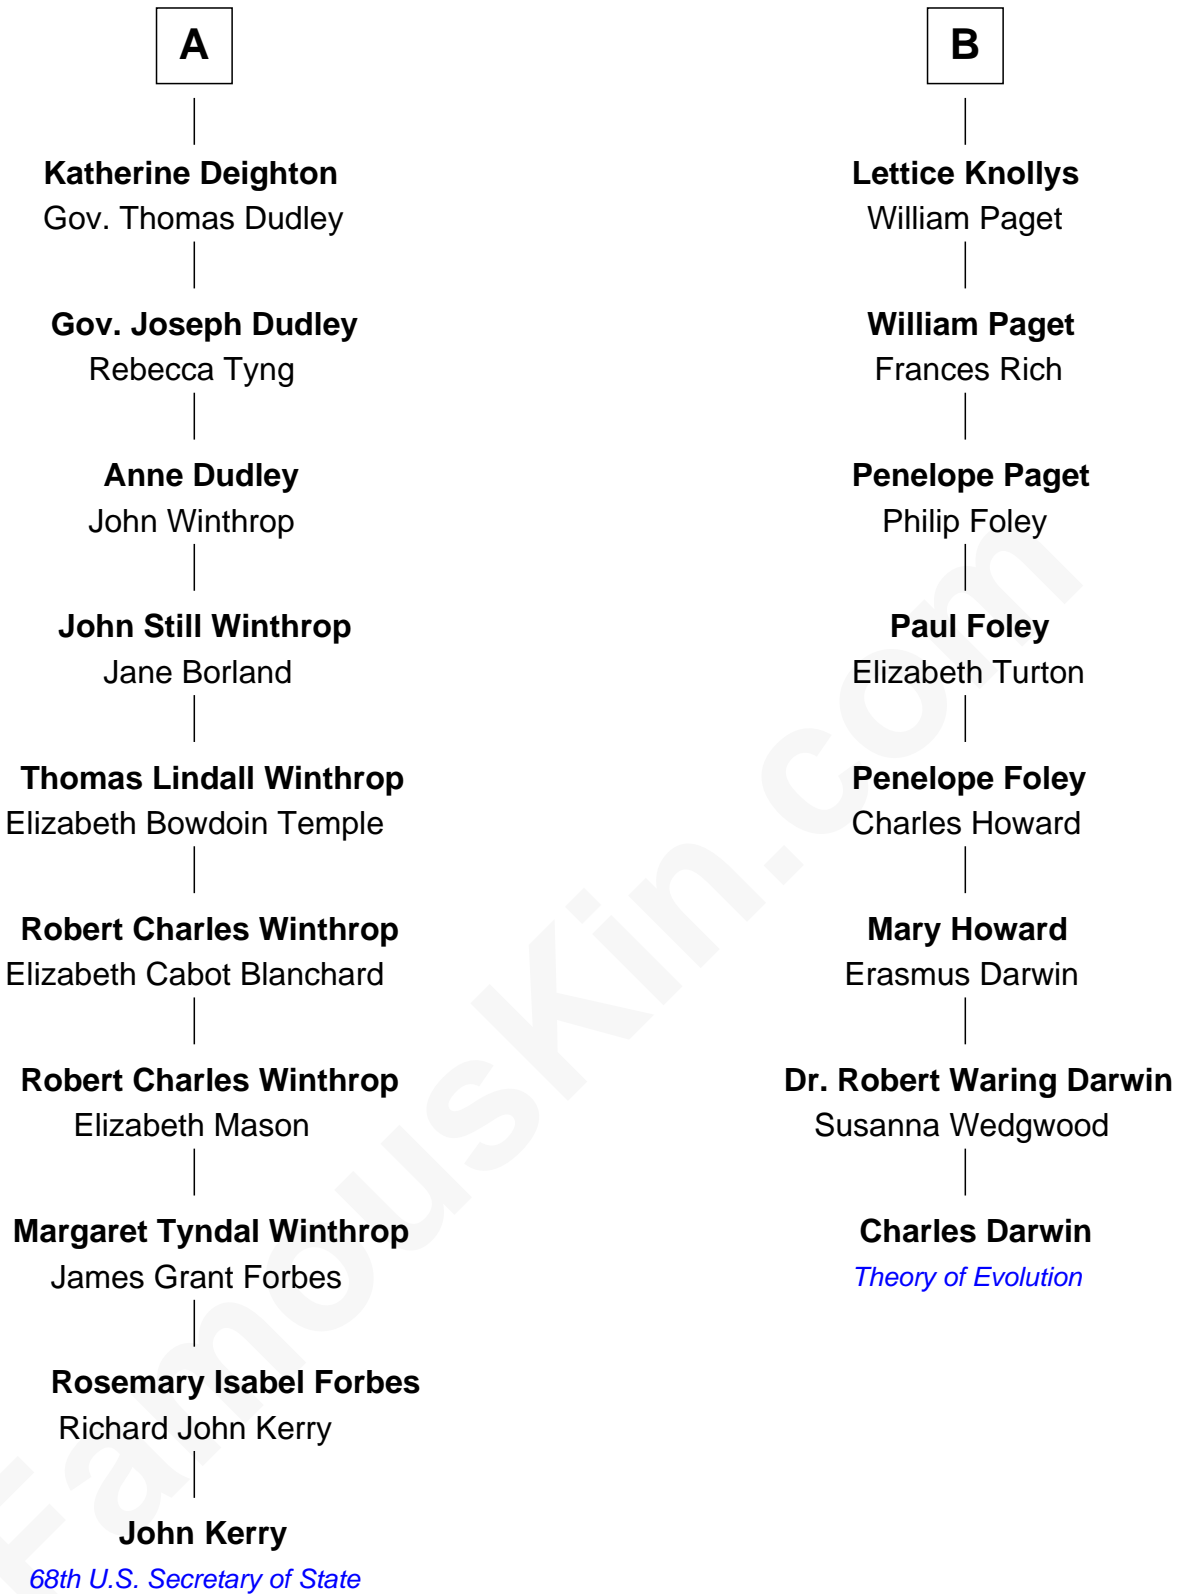 A
Katherine Deighton
Gov. Thomas Dudley
Gov. Joseph Dudley
Rebecca Tyng
Anne Dudley
John Winthrop
John Still Winthrop
Jane Borland
Thomas Lindall Winthrop
Elizabeth Bowdoin Temple
Robert Charles Winthrop
Elizabeth Cabot Blanchard
Robert Charles Winthrop
Elizabeth Mason
Margaret Tyndal Winthrop
James Grant Forbes
Rosemary Isabel Forbes
Richard John Kerry
John Kerry
68th U.S. Secretary of State
B
Lettice Knollys
William Paget
William Paget
Frances Rich
Penelope Paget
Philip Foley
Paul Foley
Elizabeth Turton
Penelope Foley
Charles Howard
Mary Howard
Erasmus Darwin
Dr. Robert Waring Darwin
Susanna Wedgwood
Charles Darwin
Theory of Evolution
FamousKin.com